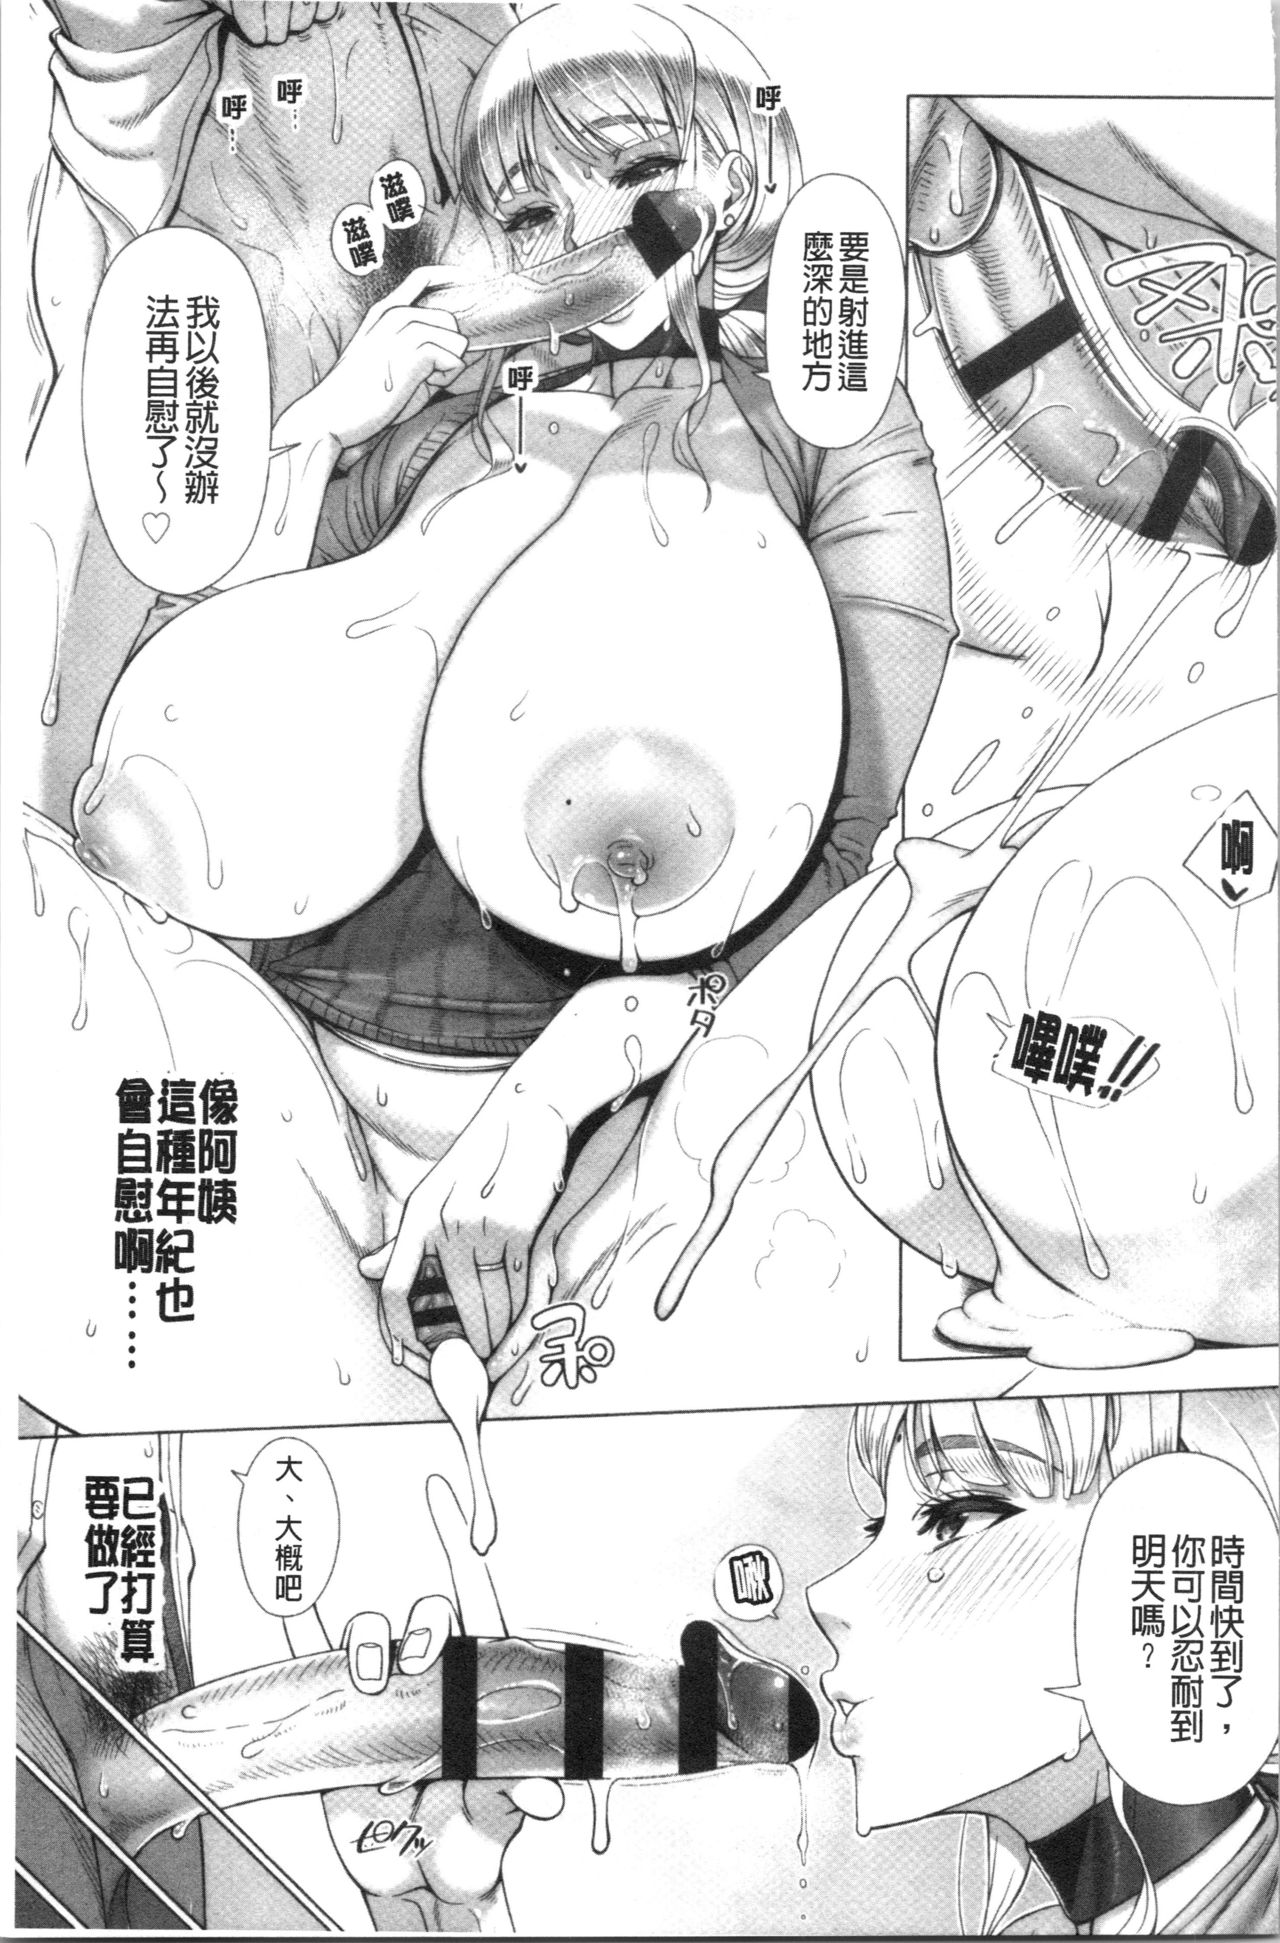 要是射進這
麼深的地方
呼
呼
呼
呼
滋噗
滋噗
我以後就沒辦
法再自慰了～♡
啊
嗶噗!!
ポタ
像阿姨
這種年紀也
會自慰啊……
時間快到了，
你可以忍耐到
明天嗎？
啾
大、大概吧
已經打算
要做了